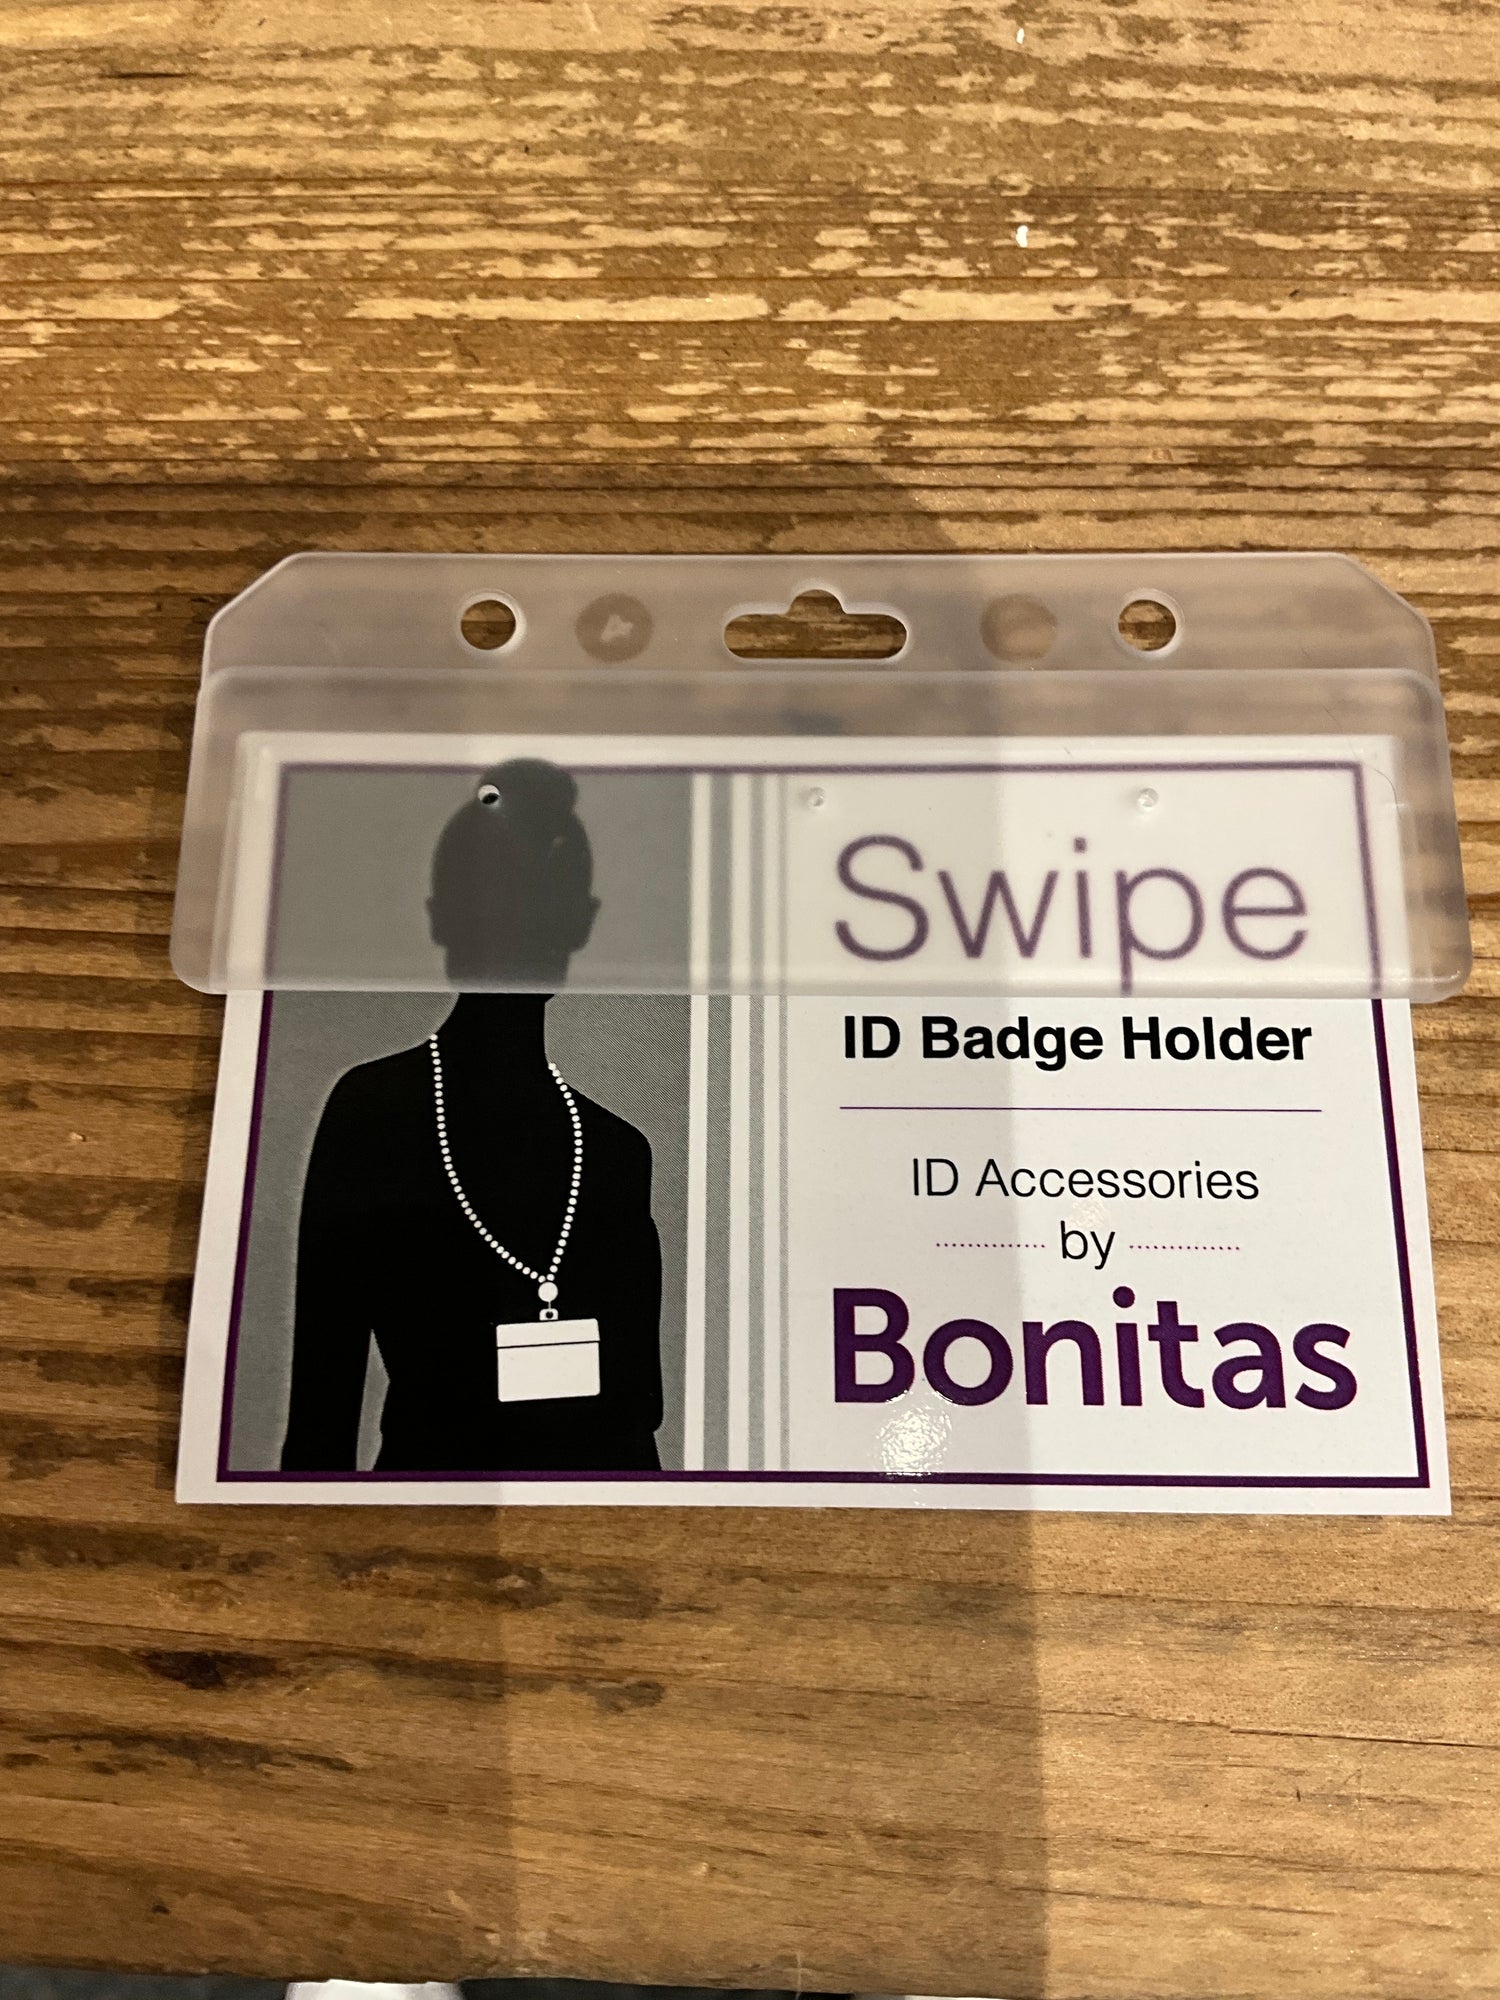 Swipe
ID Badge Holder
ID Accessories
by
Bonitas